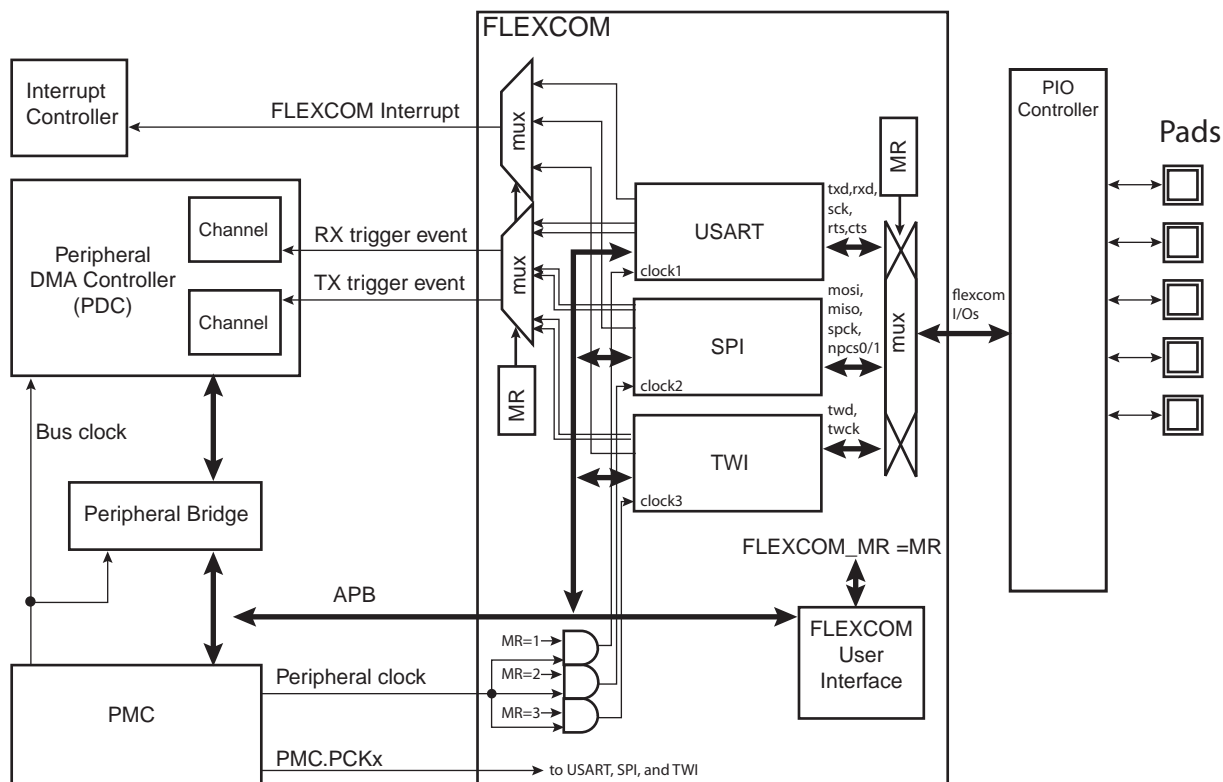 FLEXCOM
Interrupt
Controller
FLEXCOM Interrupt
mux
PIO
Controller
Pads
MR
Peripheral
DMA Controller
(PDC)
Channel
Channel
RX trigger event
TX trigger event
mux
MR
USART
clock1
txd,rxd,
sck,
rts,cts
SPI
clock2
mosi,
miso,
spck,
npcs0/1
mux
flexcom
I/Os
TWI
clock3
twd,
twck
Bus clock
Peripheral Bridge
FLEXCOM_MR =MR
APB
FLEXCOM
User
Interface
MR=1
MR=2
MR=3
Peripheral clock
PMC
PMC.PCKx
to USART, SPI, and TWI